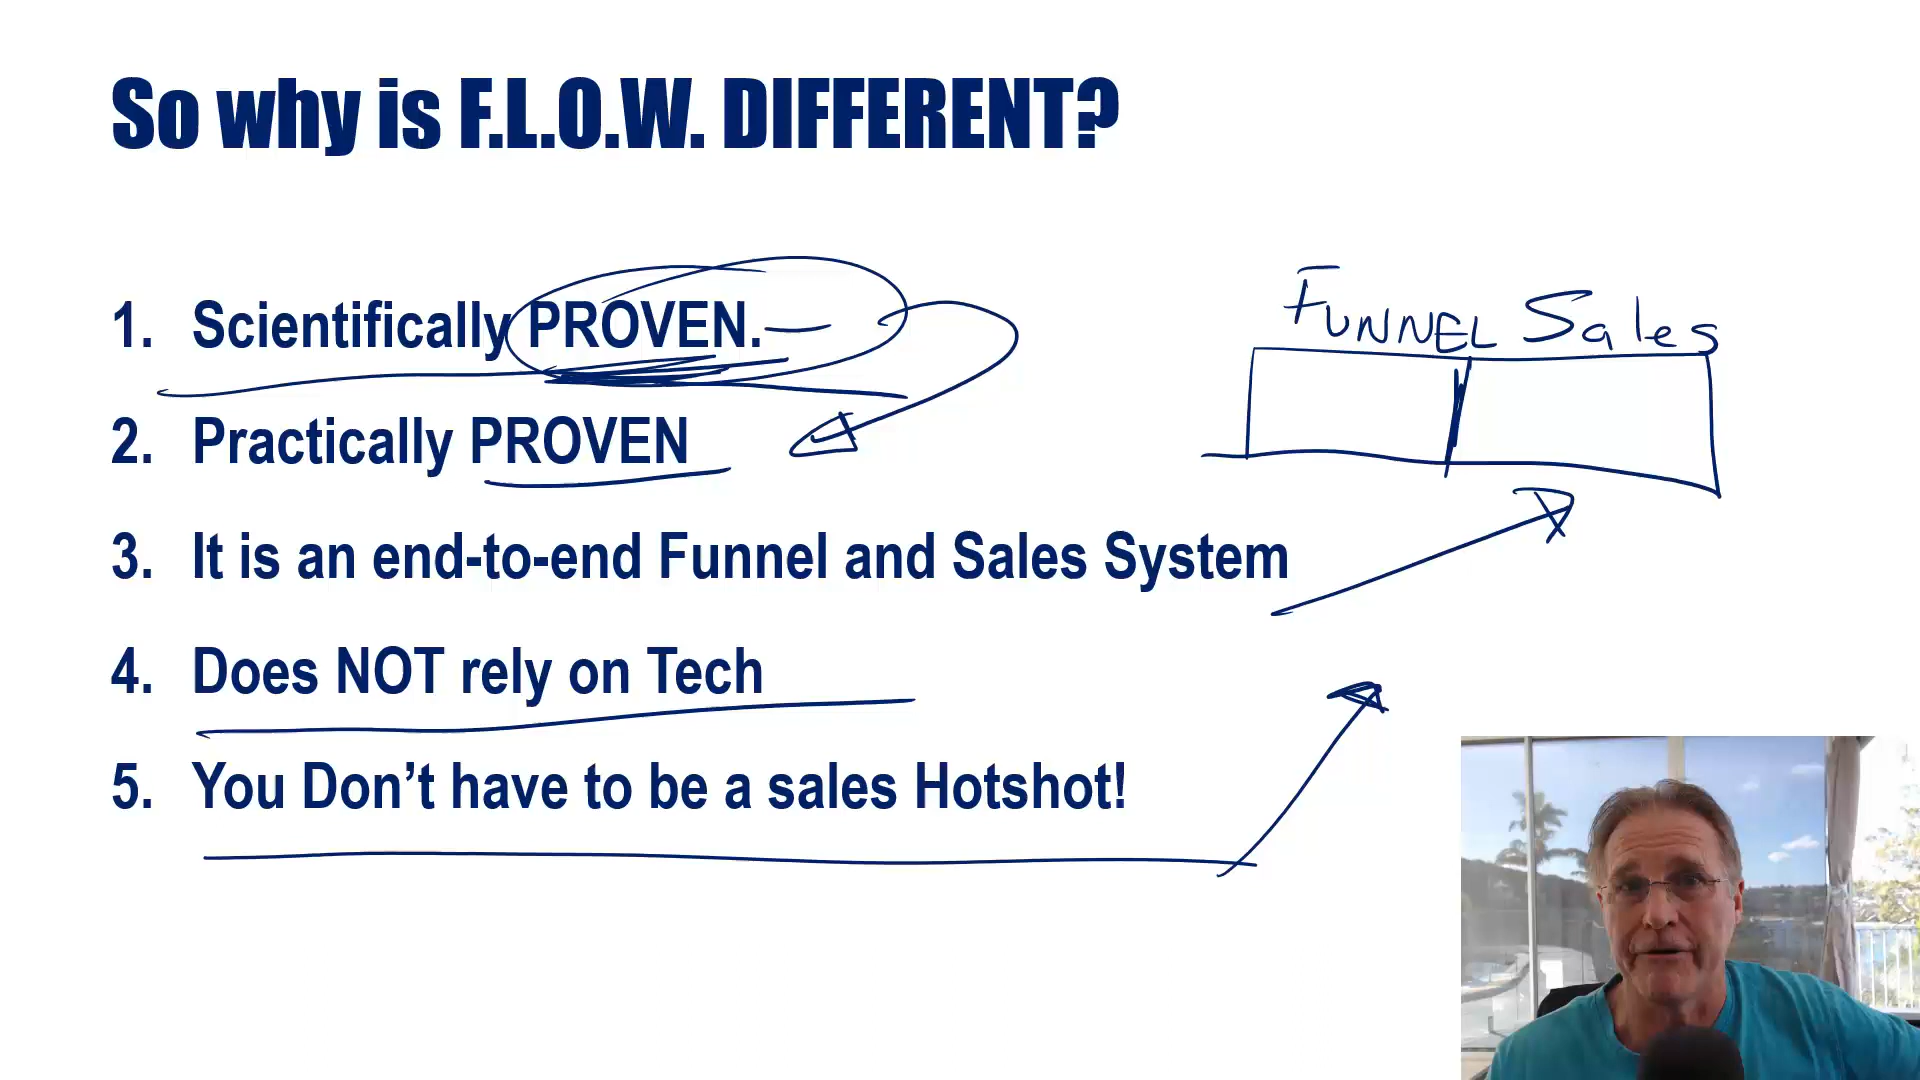 So why is F.L.O.W. DIFFERENT?
1. Scientifically PROVEN.
FUNNEL Sales
2. Practically PROVEN
3. It is an end-to-end Funnel and Sales System
4. Does NOT rely on Tech
5. You Don’t have to be a sales Hotshot!